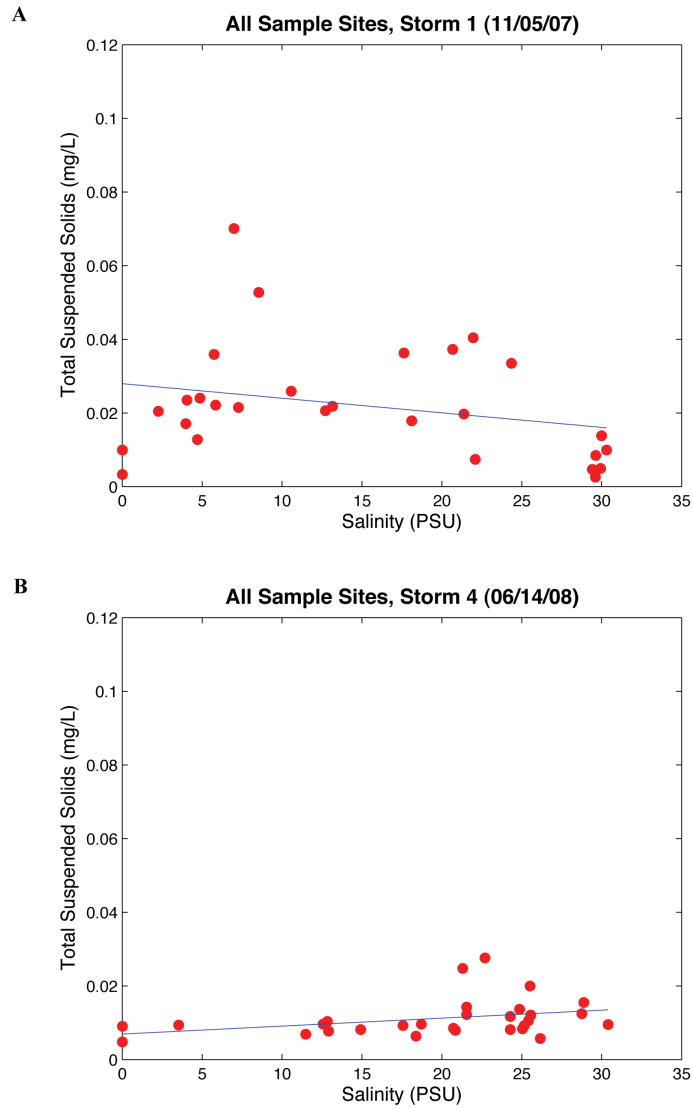 A
All Sample Sites, Storm 1 (11/05/07)
0.12
0.1
0.08
0.06
0.04
0.02
0
Total Suspended Solids (mg/L)
0 5 10 15 20 25 30 35
Salinity (PSU)
B
All Sample Sites, Storm 4 (06/14/08)
0.12
0.1
0.08
0.06
0.04
0.02
0
Total Suspended Solids (mg/L)
0 5 10 15 20 25 30 35
Salinity (PSU)